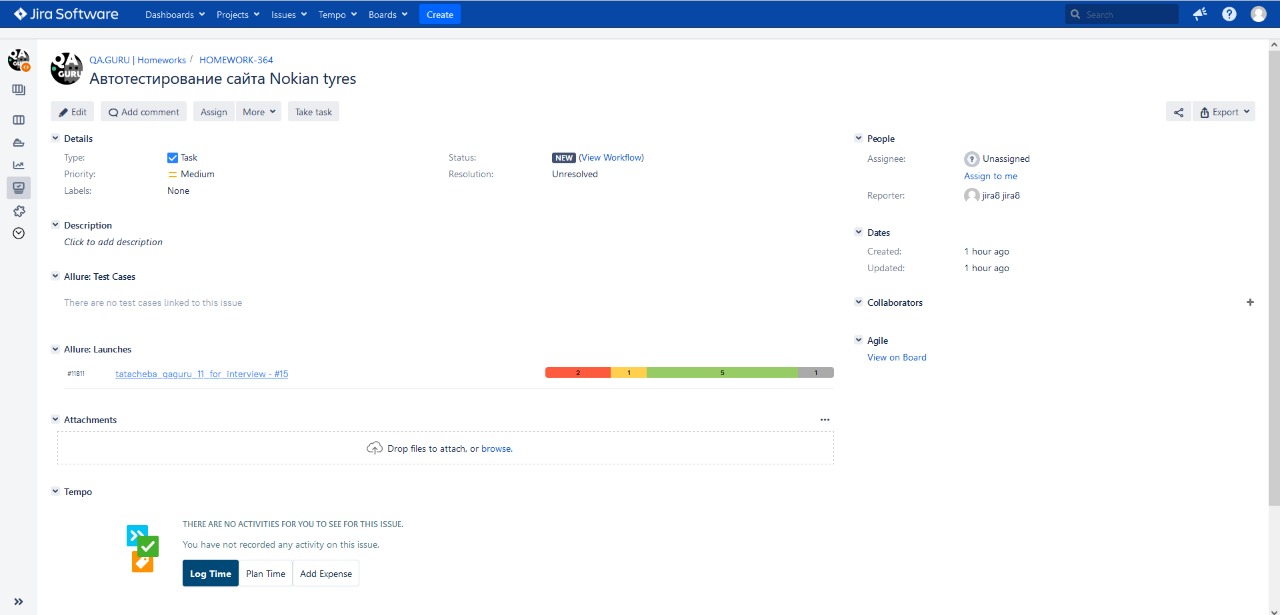 Jira Software Dashboards Projects Issues Tempo Boards Create Search
QA GURU
QA.GURU | Homeworks / HOMEWORK-364
Автотестирование сайта Nokian tyres
Edit Add comment Assign More Take task Export
Details
Type: Task Status: NEW (View Workflow)
Priority: Medium Resolution: Unresolved
Labels: None
Description
Click to add description
Allure: Test Cases
There are no test cases linked to this issue
Allure: Launches
#11811 tatacheba_qaguru_11_for_interview - #15 2 1 5 1
Attachments
Drop files to attach, or browse.
Tempo
THERE ARE NO ACTIVITIES FOR YOU TO SEE FOR THIS ISSUE.
You have not recorded any activity on this issue.
Log Time Plan Time Add Expense
People
Assignee: Unassigned
Assign to me
Reporter: jira8 jira8
Dates
Created: 1 hour ago
Updated: 1 hour ago
Collaborators
Agile
View on Board